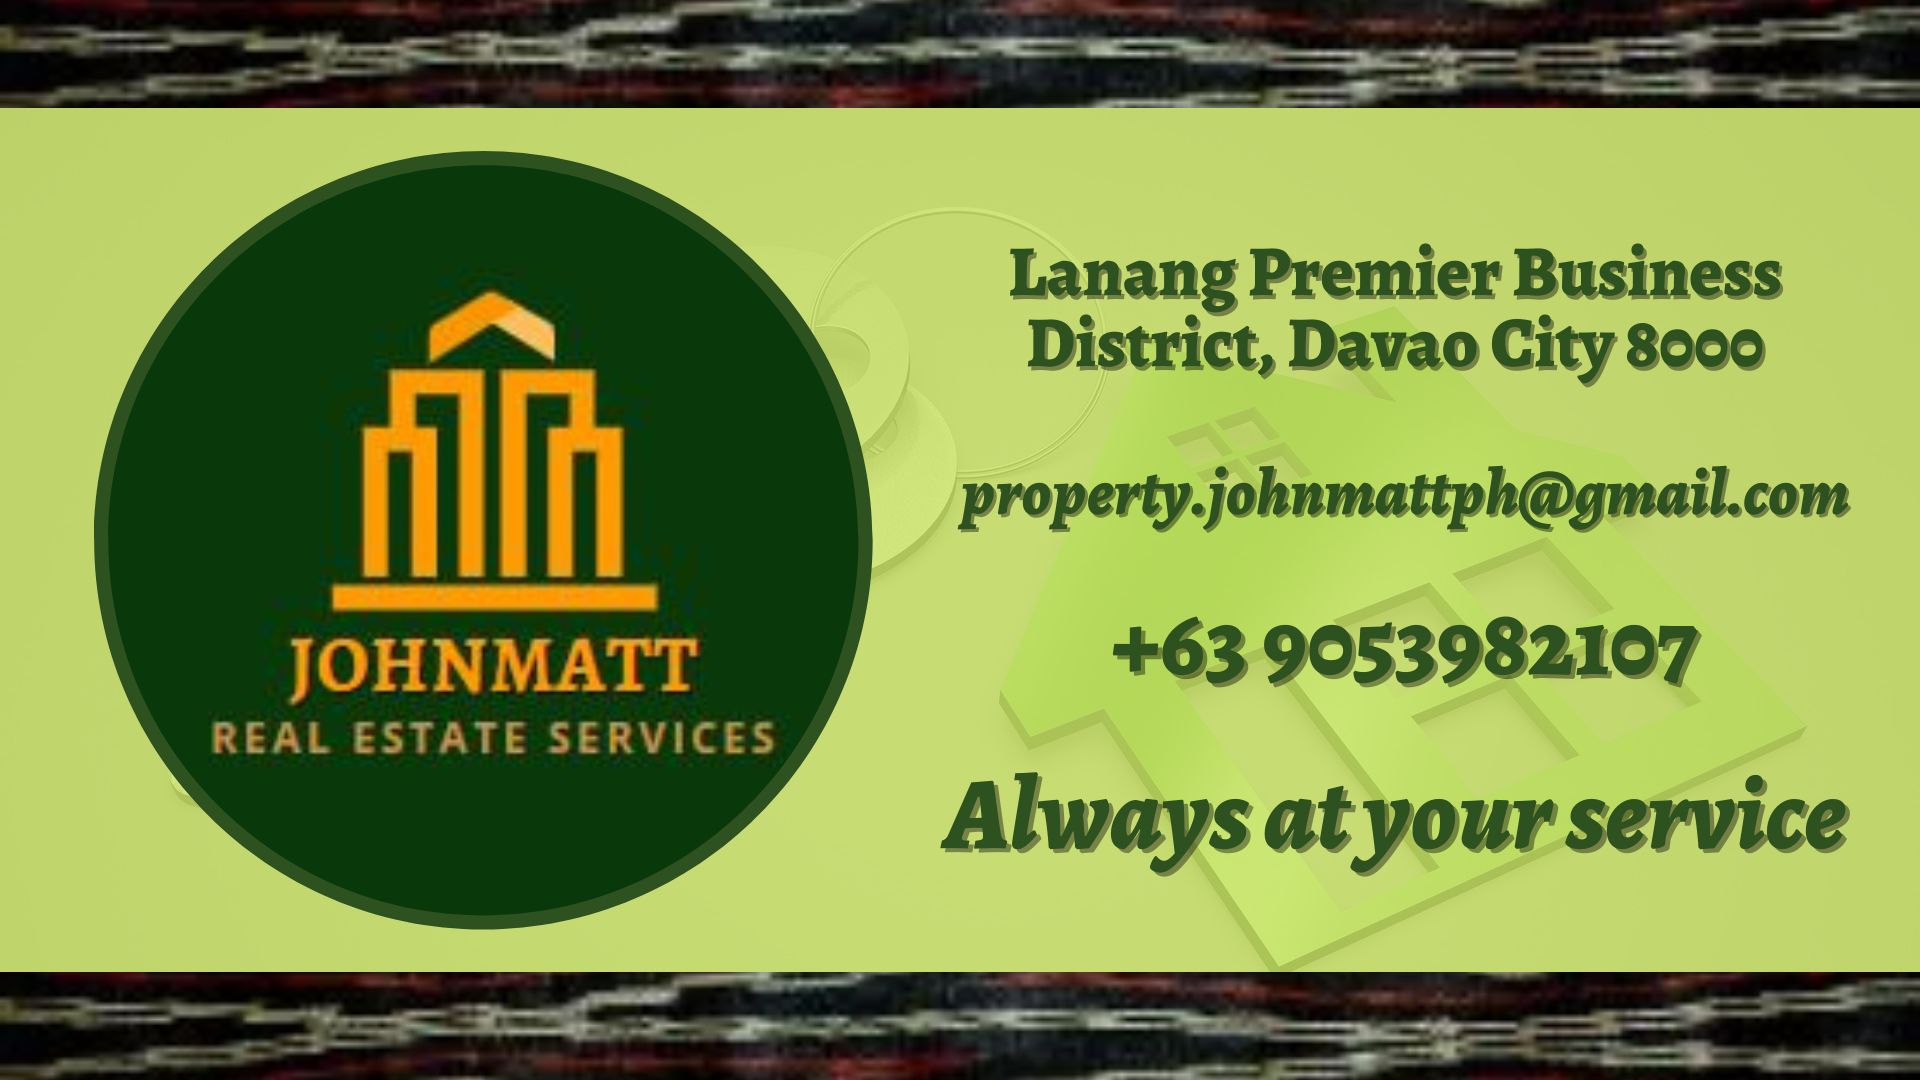 JOHNMATT
REAL ESTATE SERVICES
Lanang Premier Business
District, Davao City 8000
property.johnmattph@gmail.com
+63 9053982107
Always at your service